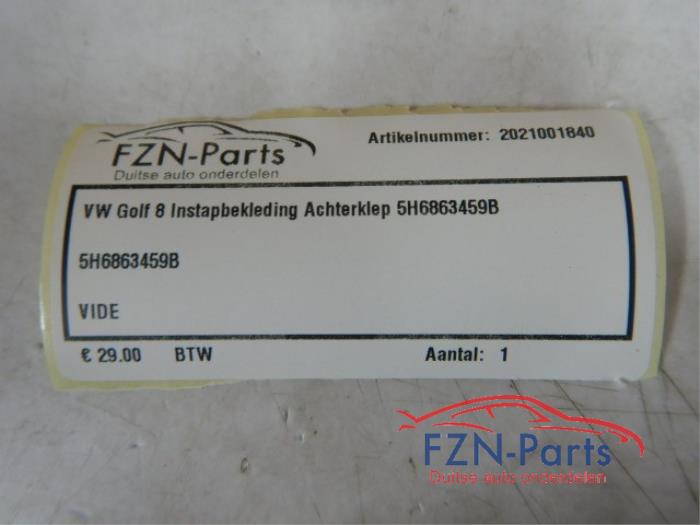 FZN-Parts
Duitse auto onderdelen
Artikelnummer: 2021001840
VW Golf 8 Instapbekleding Achterklep 5H6863459B
5H6863459B
VIDE
€ 29.00 BTW Aantal: 1
FZN-Parts
Duitse auto onderdelen